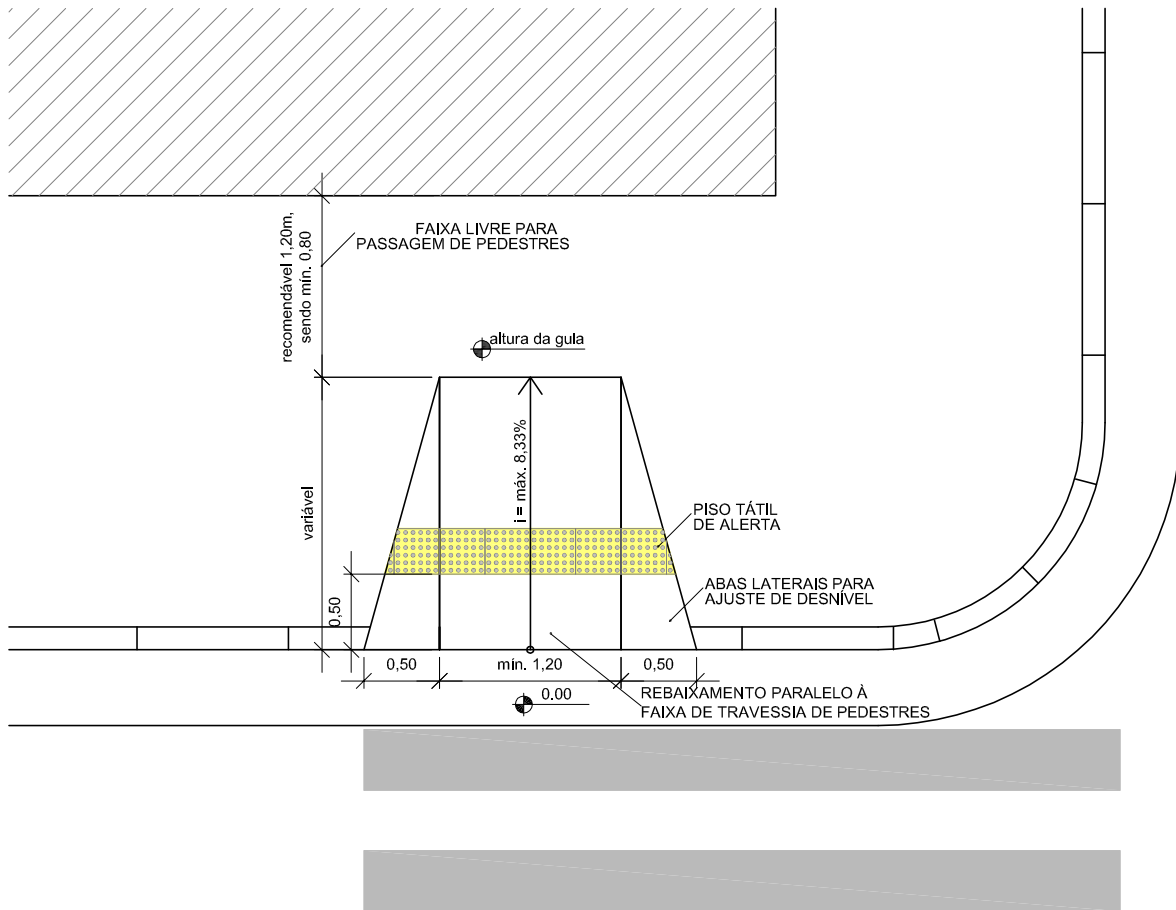 recomendável 1,20m,
sendo mín. 0,80
FAIXA LIVRE PARA
PASSAGEM DE PEDESTRES
altura da guia
variável
i = máx. 8,33%
PISO TÁTIL
DE ALERTA
ABAS LATERAIS PARA
AJUSTE DE DESNÍVEL
0,50
0,50
mín. 1,20
0,50
0,00
REBAIXAMENTO PARALELO À
FAIXA DE TRAVESSIA DE PEDESTRES